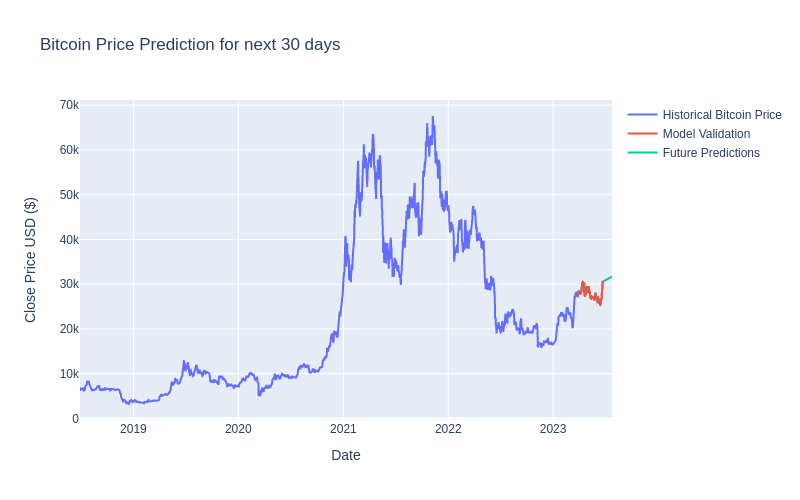 Bitcoin Price Prediction for next 30 days
Historical Bitcoin Price
Model Validation
Future Predictions
Close Price USD ($)
70k
60k
50k
40k
30k
20k
10k
0
2019
2020
2021
2022
2023
Date